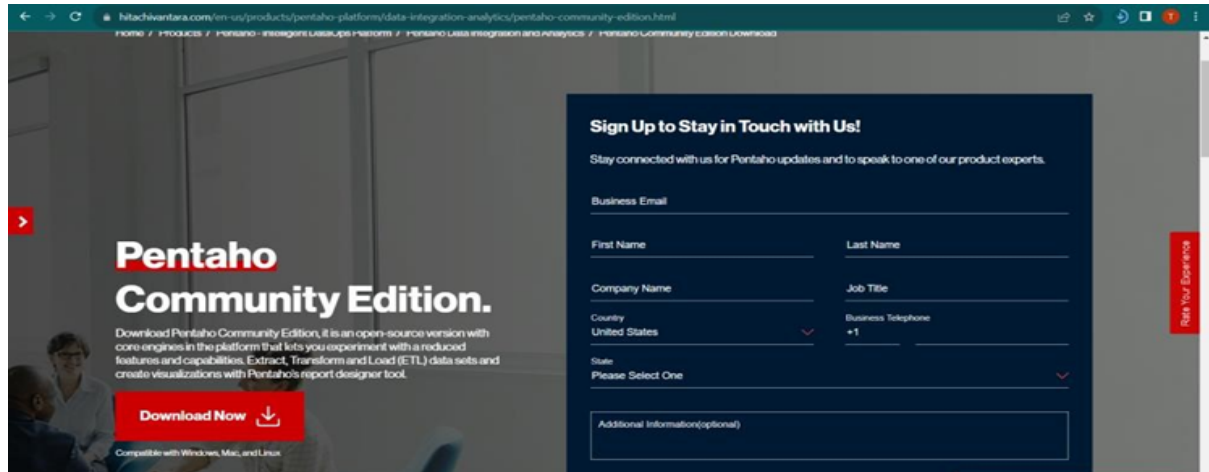 hitachivantara.com/en-us/products/pentaho-platform/data-integration-analytics/pentaho-community-edition.html
T
Home / Products / Pentaho - Intelligent DataOps Platform / Pentaho Data Integration and Analytics / Pentaho Community Edition Download
Pentaho
Community Edition.
Download Pentaho Community Edition, it is an open-source version with
core engines in the platform that lets you experiment with a reduced
features and capabilities. Extract, Transform and Load (ETL) data sets and
create visualizations with Pentaho's report designer tool.
Download Now
Compatible with Windows, Mac, and Linux
Sign Up to Stay in Touch with Us!
Stay connected with us for Pentaho updates and to speak to one of our product experts.
Business Email
First Name
Last Name
Company Name
Job Title
Country
United States
Business Telephone
+1
State
Please Select One
Additional Information(optional)
Rate Your Experience